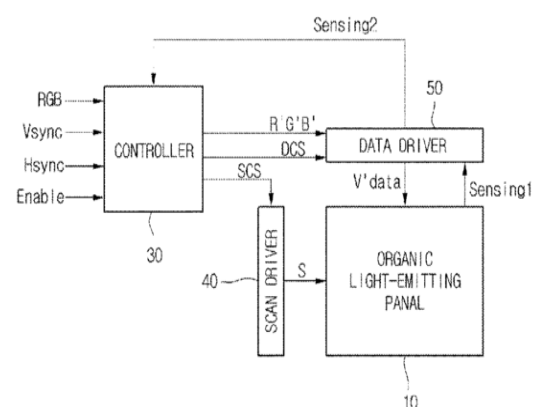 Sensing2
RGB
Vsync
Hsync
Enable
CONTROLLER
30
R'G'B'
DCS
SCS
50
DATA DRIVER
V'data
Sensing1
40
SCAN DRIVER
S
ORGANIC
LIGHT-EMITTING
PANAL
10